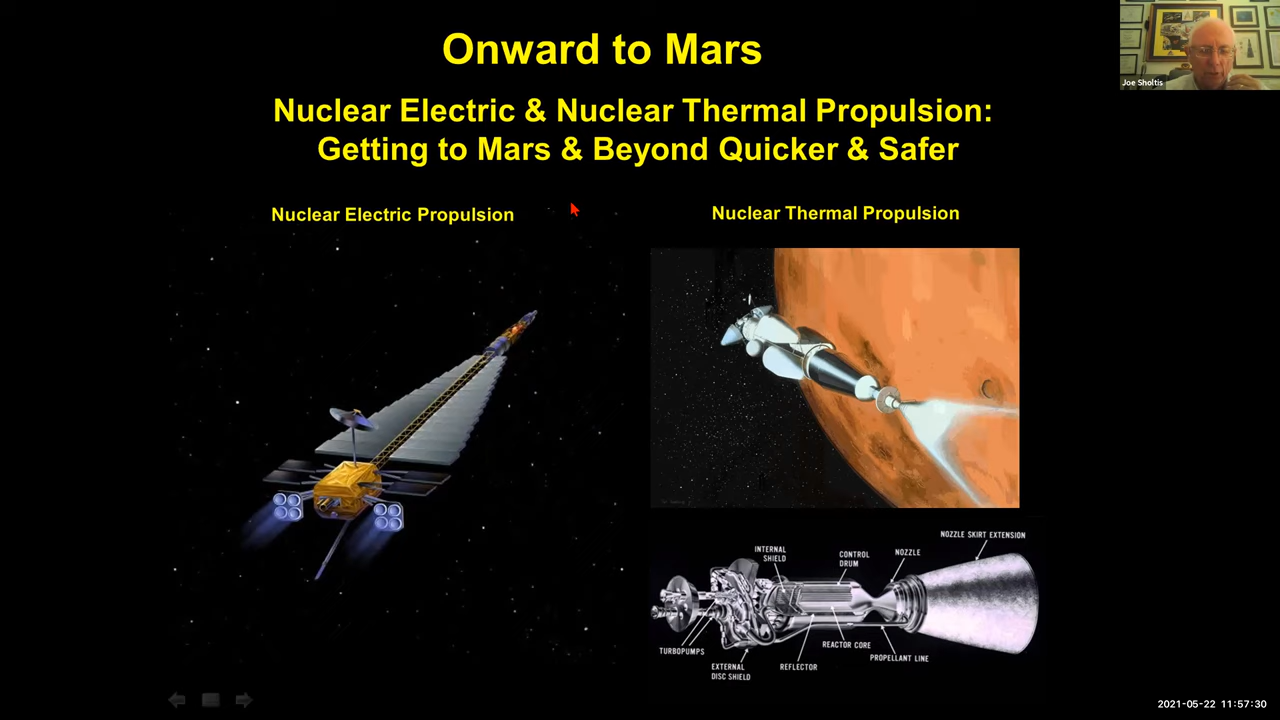 Onward to Mars
Joe Sholtis
Nuclear Electric & Nuclear Thermal Propulsion:
Getting to Mars & Beyond Quicker & Safer
Nuclear Electric Propulsion
Nuclear Thermal Propulsion
NOZZLE SKIRT EXTENSION
INTERNAL
SHIELD
CONTROL
DRUM
NOZZLE
TURBOPUMPS
EXTERNAL
DISC SHIELD
REFLECTOR
REACTOR CORE
PROPELLANT LINE
2021-05-22 11:57:30